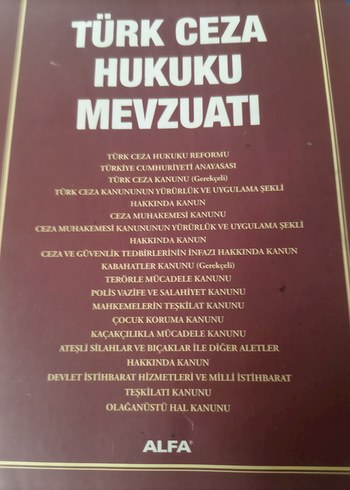 TÜRK CEZA
HUKUKU
MEVZUATI
TÜRK CEZA HUKUKU REFORMU
TÜRKİYE CUMHURİYETİ ANAYASASI
TÜRK CEZA KANUNU (Gerekçeli)
TÜRK CEZA KANUNUNUN YÜRÜRLÜK VE UYGULAMA ŞEKLİ
HAKKINDA KANUN
CEZA MUHAKEMESİ KANUNU
CEZA MUHAKEMESİ KANUNUNUN YÜRÜRLÜK VE UYGULAMA ŞEKLİ
HAKKINDA KANUN
CEZA VE GÜVENLİK TEDBİRLERİNİN İNFAZI HAKKINDA KANUN
KABAHATLER KANUNU (Gerekçeli)
TERÖRLE MÜCADELE KANUNU
POLİS VAZİFE VE SALAHİYET KANUNU
MAHKEMELERİN TEŞKİLAT KANUNU
ÇOCUK KORUMA KANUNU
KAÇAKÇILIKLA MÜCADELE KANUNU
ATEŞLİ SİLAHLAR VE BIÇAKLAR İLE DİĞER ALETLER
HAKKINDA KANUN
DEVLET İSTİHBARAT HİZMETLERİ VE MİLLİ İSTİHBARAT
TEŞKİLATI KANUNU
OLAĞANÜSTÜ HAL KANUNU
ALFA®